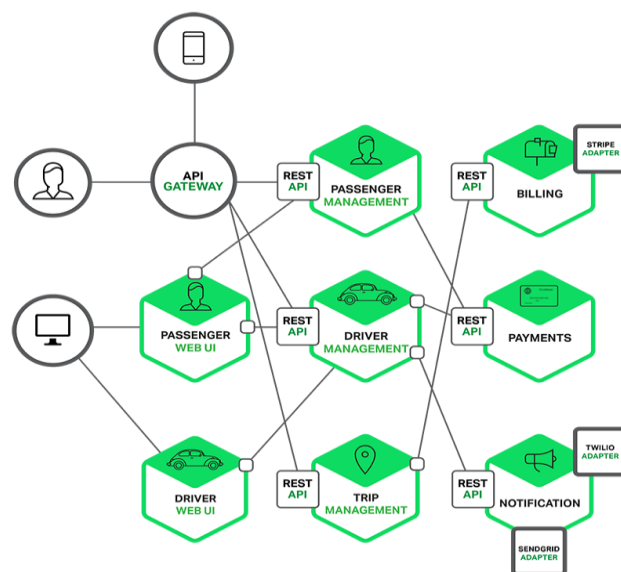 API
GATEWAY
REST
API
PASSENGER
MANAGEMENT
REST
API
BILLING
STRIPE
ADAPTER
PASSENGER
WEB UI
REST
API
DRIVER
MANAGEMENT
REST
API
PAYMENTS
DRIVER
WEB UI
REST
API
TRIP
MANAGEMENT
REST
API
NOTIFICATION
TWILIO
ADAPTER
SENDGRID
ADAPTER